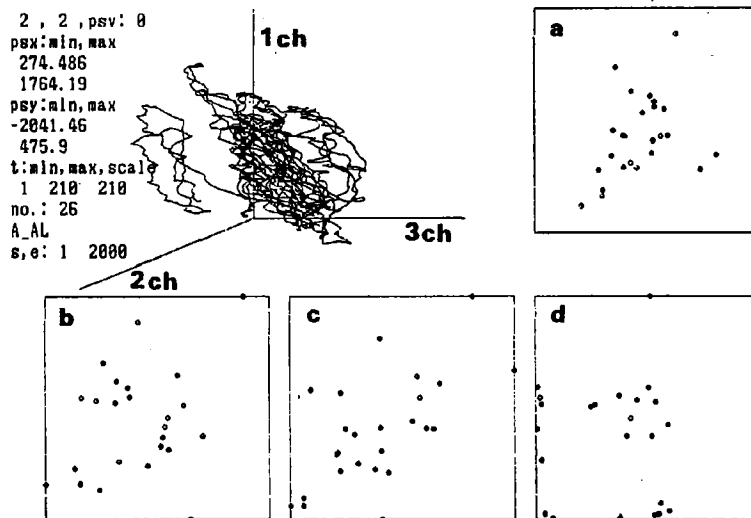 2 , 2 ,psv: 0
psx:min,max
274.486
1764.19
psy:min,max
-2041.46
475.9
t:min,max,scale
1 210 210
no.: 26
A_AL
s,e: 1 2000
1ch
3ch
2ch
a
b
c
d